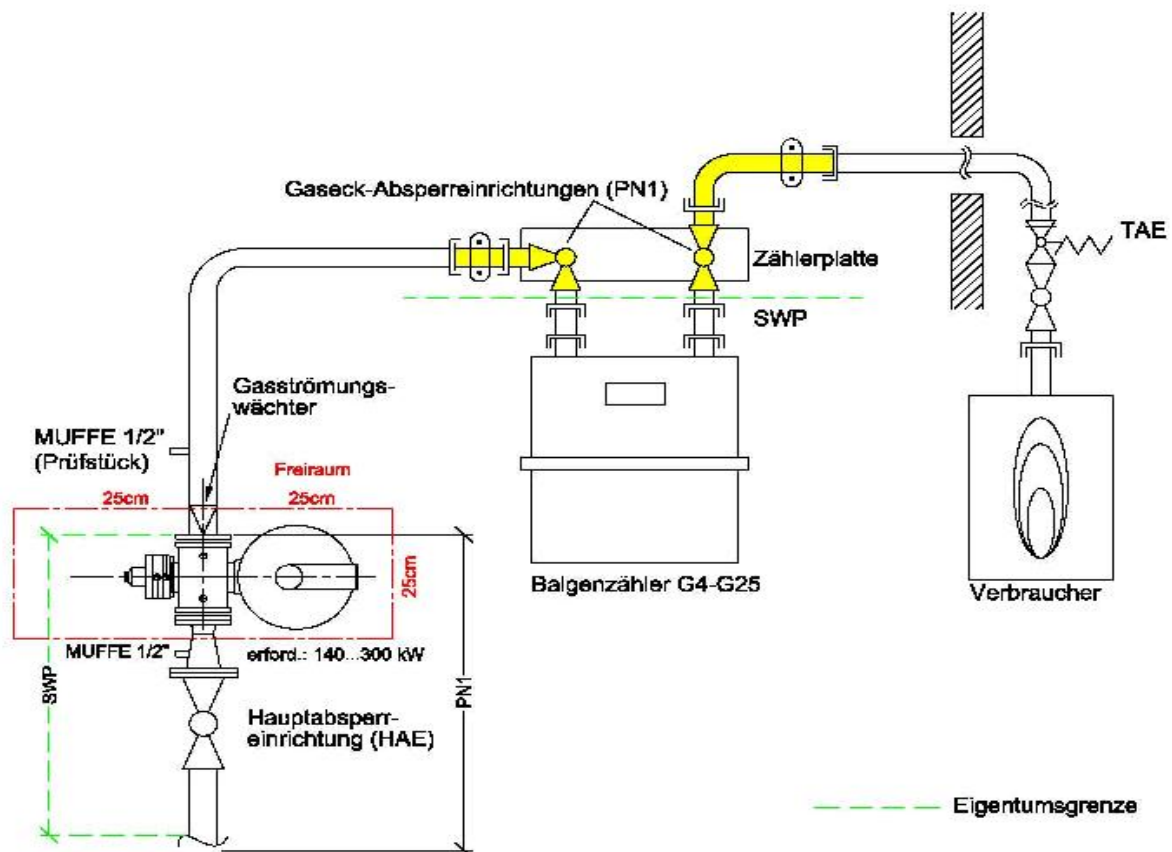 Gaseck-Absperreinrichtungen (PN1)
TAE
Zählerplatte
SWP
Gasströmungs-
wächter
MUFFE 1/2"
(Prüfstück)
Freiraum
25cm
25cm
25cm
Balgenzähler G4-G25
Verbraucher
MUFFE 1/2"
erford.: 140...300 kW
SWP
PN1
Hauptabsperr-
einrichtung (HAE)
Eigentumsgrenze